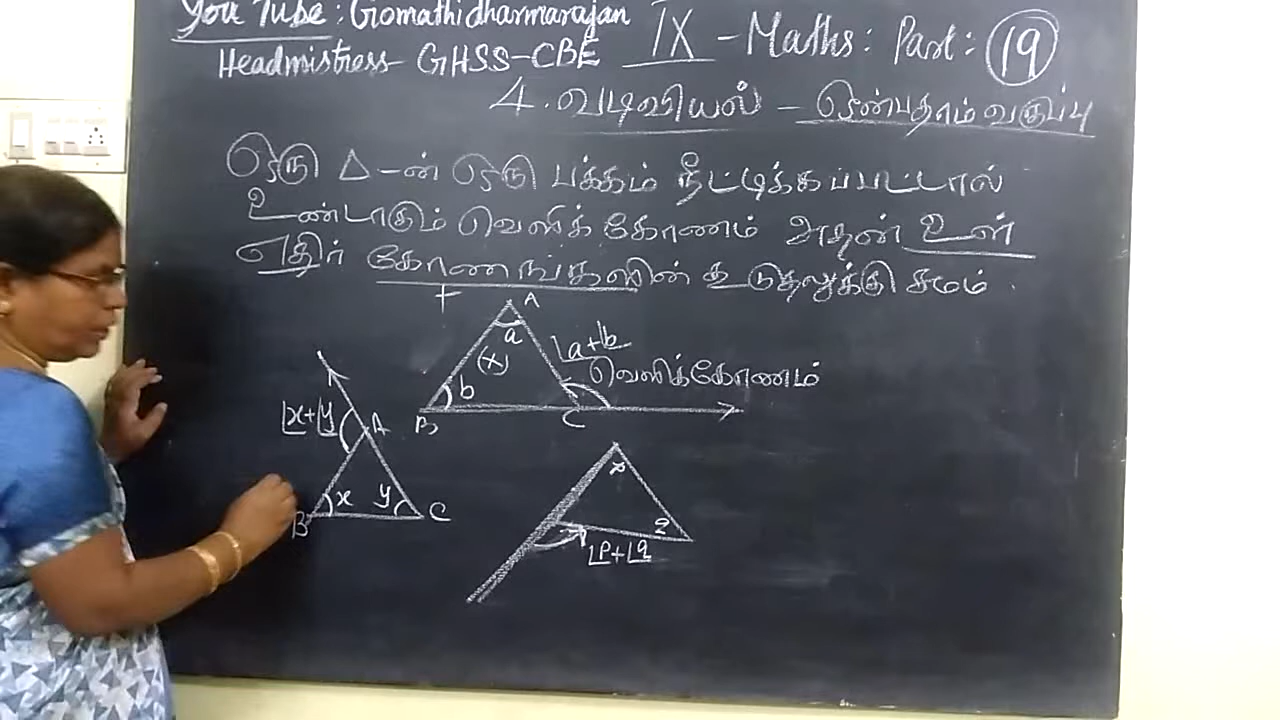 You Tube : Gomathidharmarajan
Headmistress - GHSS-CBE
IX - Maths : Part : 19
4. வடிவியல் - ஒன்பதாம் வகுப்பு
ஒரு Δ-ன் ஒரு பக்கம் நீட்டிக்கப்பட்டால்
உண்டாகும் வெளிக் கோணம் அதன் உள்
எதிர் கோணங்களின் கூடுதலுக்கு சமம்.
A
a
(x)
b
B
C
∠a+b
வெளிக்கோணம்
∠x+∠y
A
x
y
B
C
q
∠p+∠q